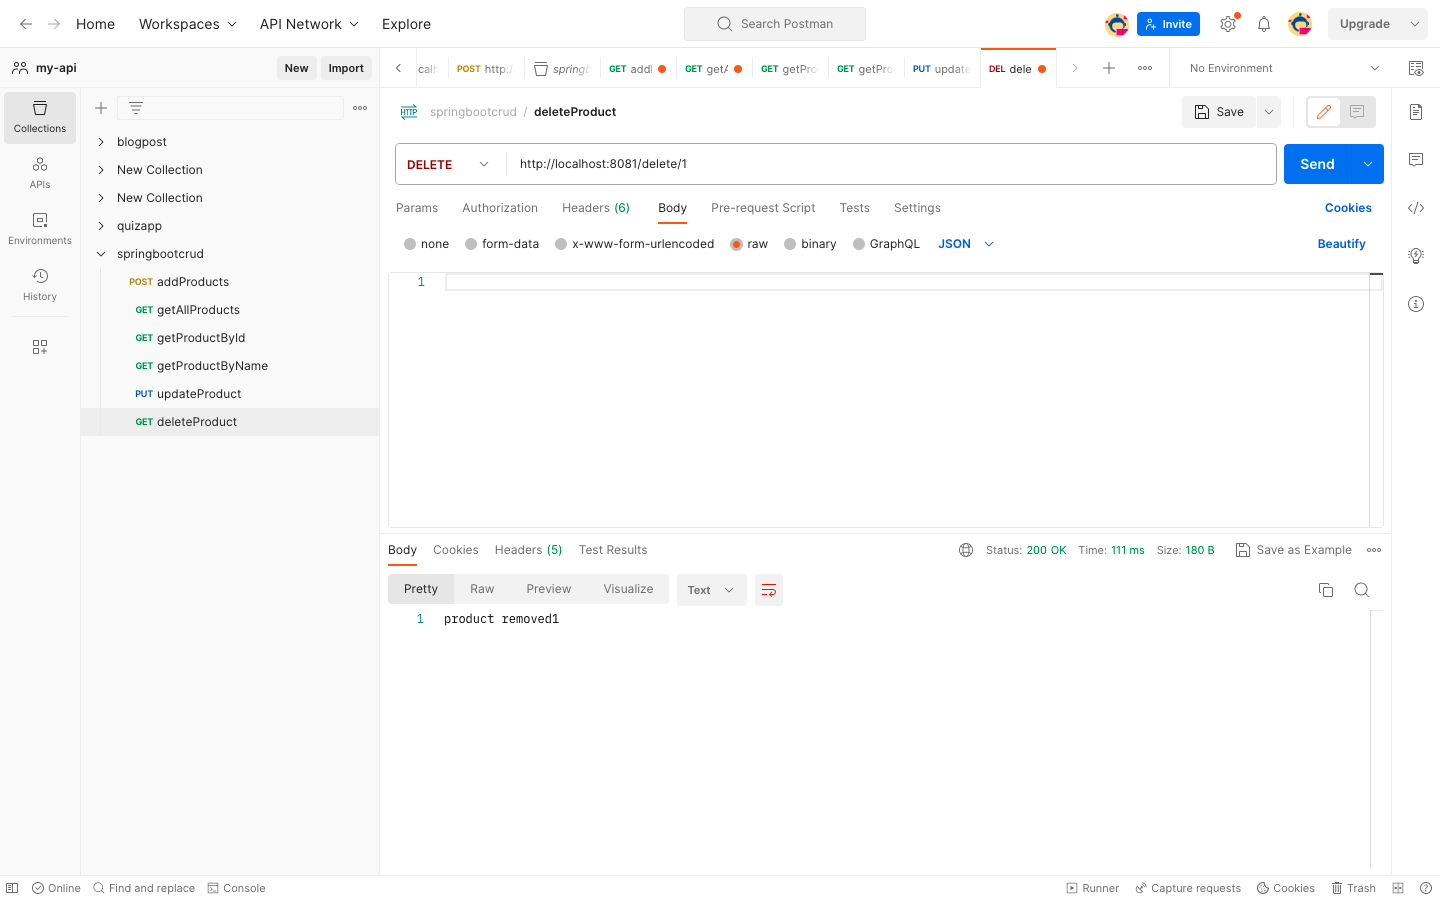 Home
Workspaces
API Network
Explore
Search Postman
Invite
Upgrade
my-api
New
Import
POST http:/
springb
GET addl
GET getA
GET getPro
GET getPro
PUT update
DEL dele
No Environment
Collections
APIs
Environments
History
blogpost
New Collection
New Collection
quizapp
springbootcrud
POST addProducts
GET getAllProducts
GET getProductById
GET getProductByName
PUT updateProduct
GET deleteProduct
HTTP
springbootcrud / deleteProduct
Save
DELETE
http://localhost:8081/delete/1
Send
Params
Authorization
Headers (6)
Body
Pre-request Script
Tests
Settings
Cookies
none
form-data
x-www-form-urlencoded
raw
binary
GraphQL
JSON
Beautify
1
Body
Cookies
Headers (5)
Test Results
Status: 200 OK
Time: 111 ms
Size: 180 B
Save as Example
Pretty
Raw
Preview
Visualize
Text
1 product removed1
Online
Find and replace
Console
Runner
Capture requests
Cookies
Trash